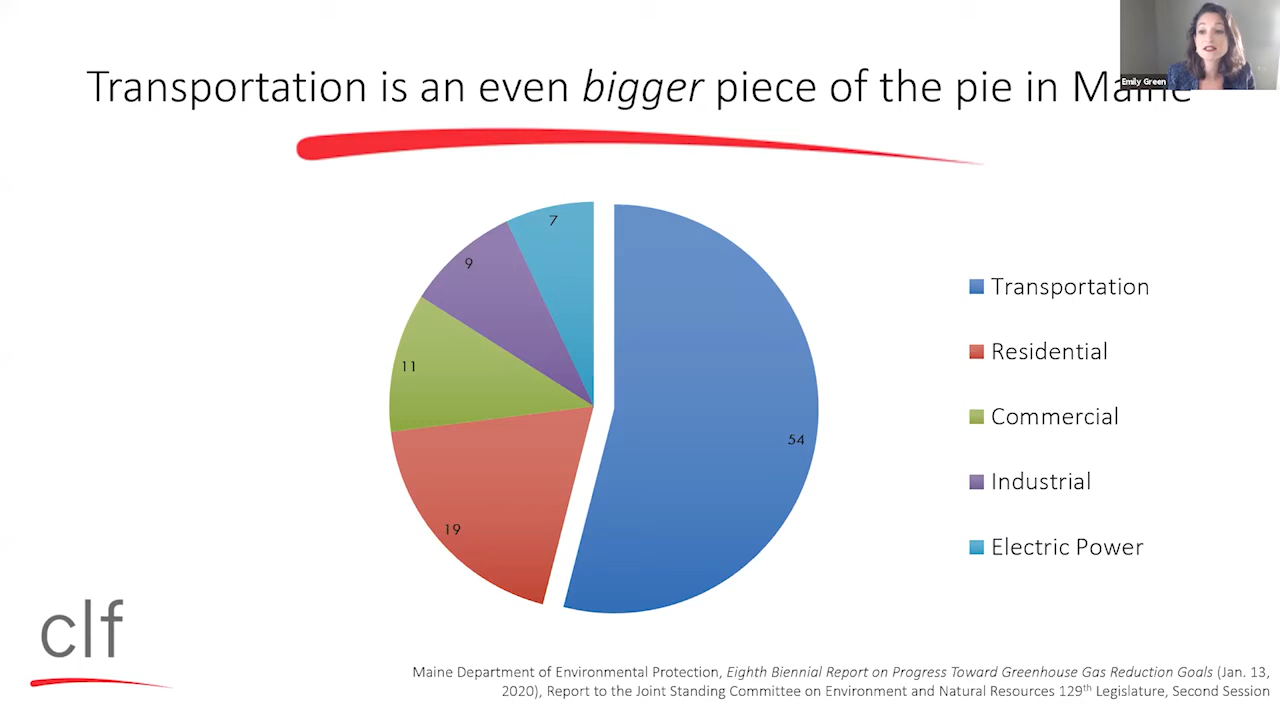 Transportation is an even bigger piece of the pie in Maine
Emily Green
7
9
11
54
19
Transportation
Residential
Commercial
Industrial
Electric Power
clf
Maine Department of Environmental Protection, Eighth Biennial Report on Progress Toward Greenhouse Gas Reduction Goals (Jan. 13,
2020), Report to the Joint Standing Committee on Environment and Natural Resources 129th Legislature, Second Session